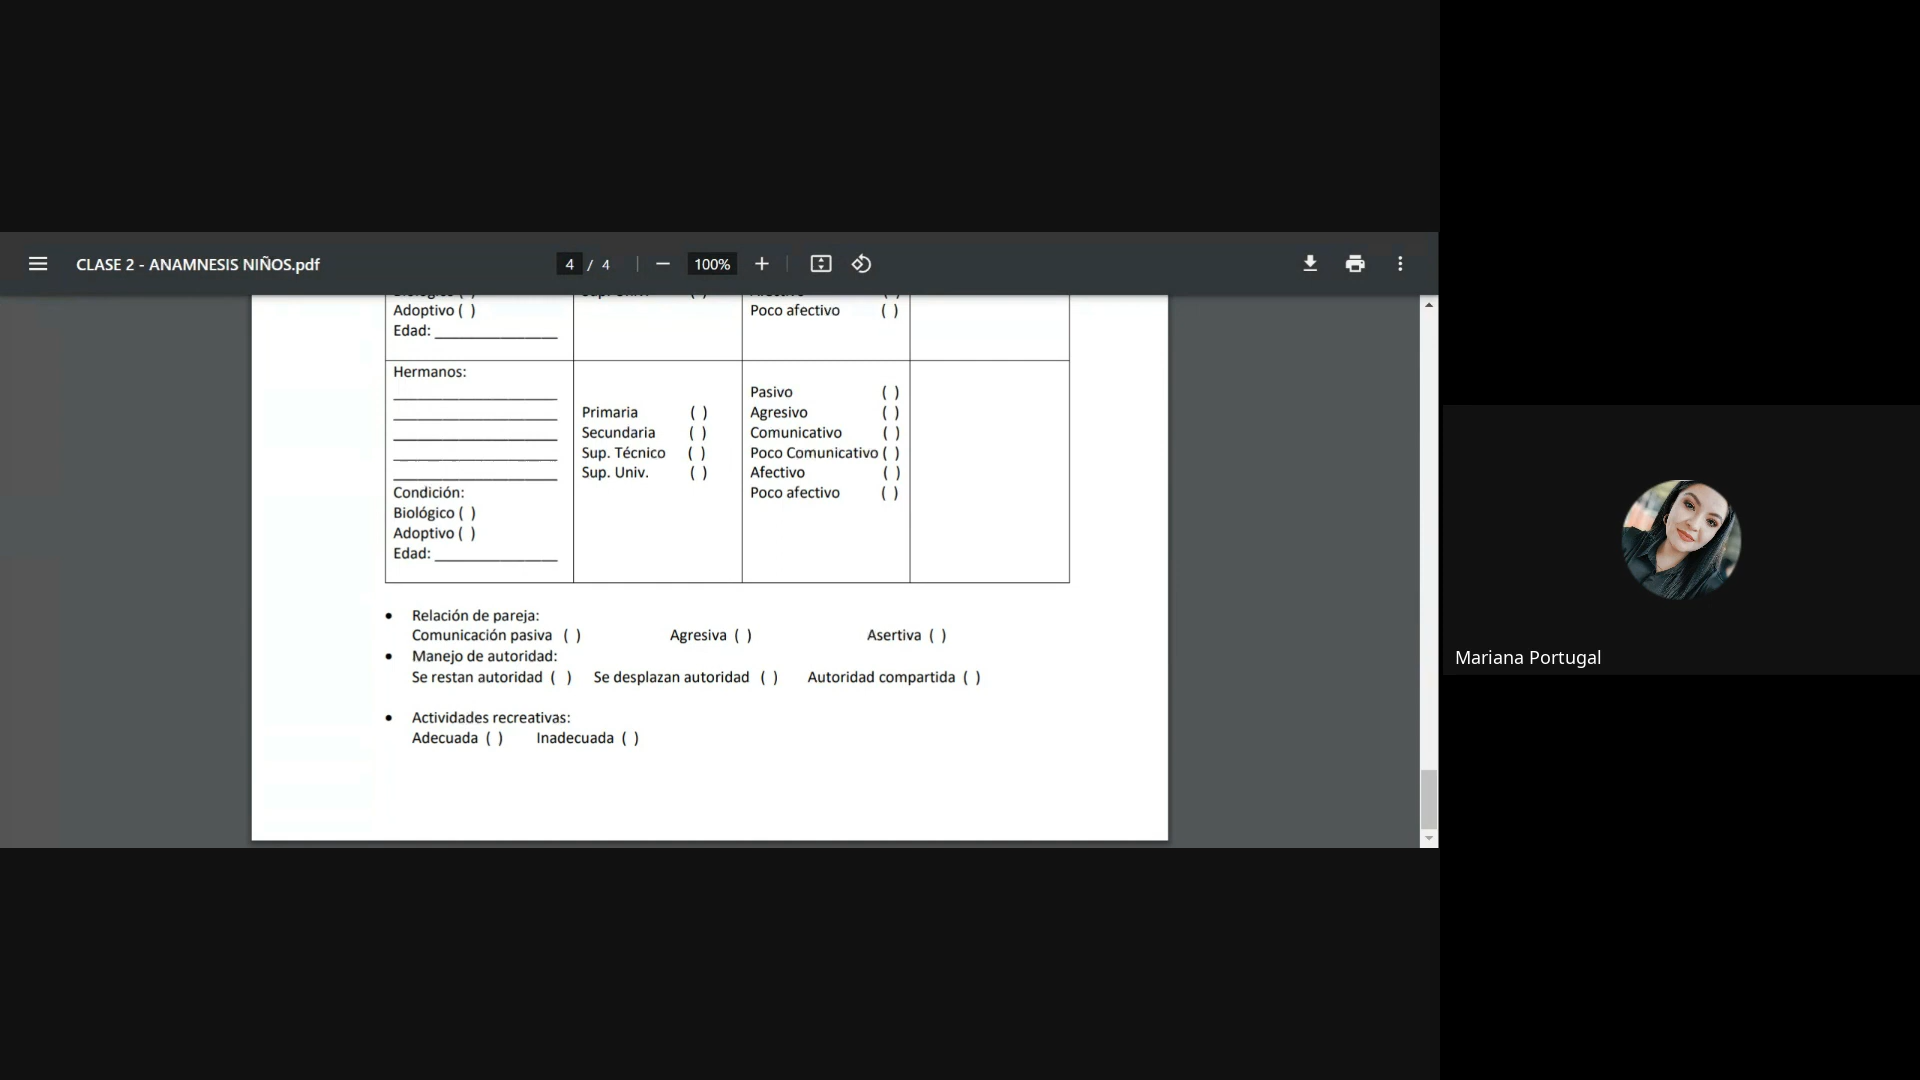 CLASE 2 - ANAMNESIS NIÑOS.pdf
4 / 4
100%
Adoptivo ( )
Poco afectivo ( )
Edad: ____________________
Hermanos:
Pasivo ( )
Primaria ( )
Agresivo ( )
Secundaria ( )
Comunicativo ( )
Sup. Técnico ( )
Poco Comunicativo ( )
Sup. Univ. ( )
Afectivo ( )
Condición:
Poco afectivo ( )
Biológico ( )
Adoptivo ( )
Edad: ____________________
• Relación de pareja:
Comunicación pasiva ( ) Agresiva ( ) Asertiva ( )
• Manejo de autoridad:
Se restan autoridad ( ) Se desplazan autoridad ( ) Autoridad compartida ( )
• Actividades recreativas:
Adecuada ( ) Inadecuada ( )
Mariana Portugal